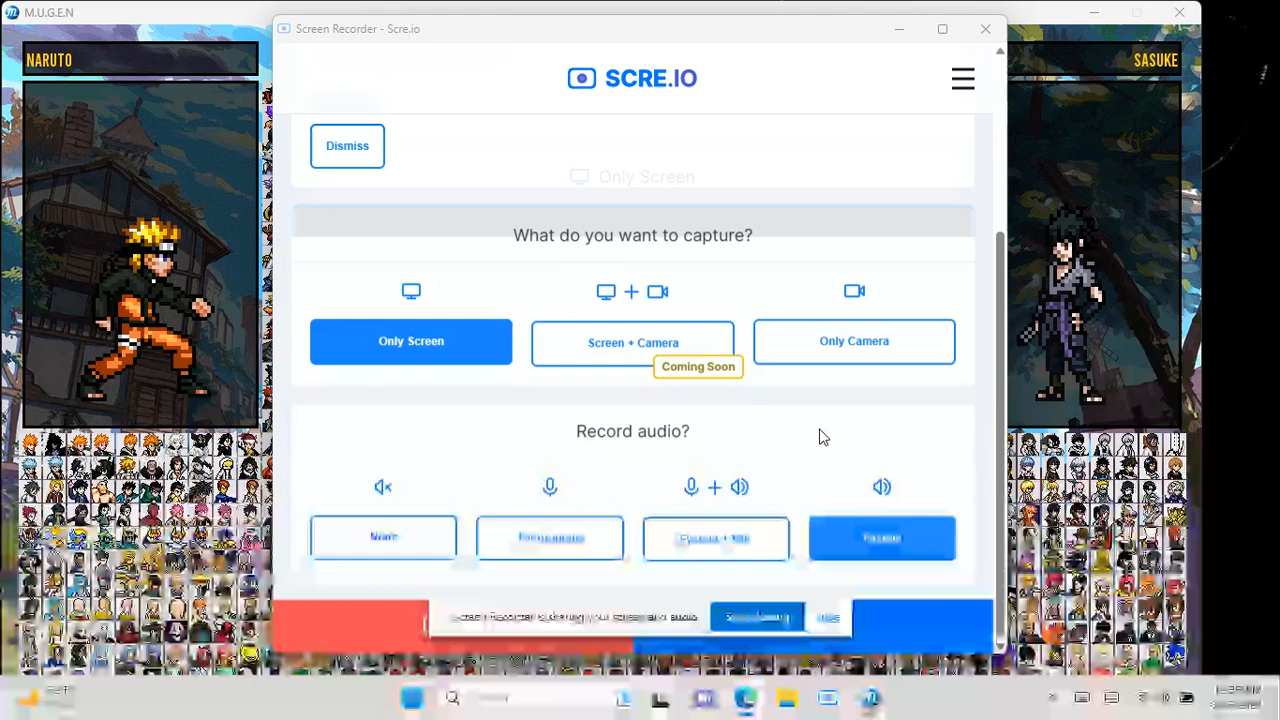 M.U.G.E.N
Screen Recorder - Scre.io
NARUTO
SASUKE
SCRE.IO
Dismiss
Only Screen
What do you want to capture?
Only Screen
Screen + Camera
Only Camera
Coming Soon
Record audio?